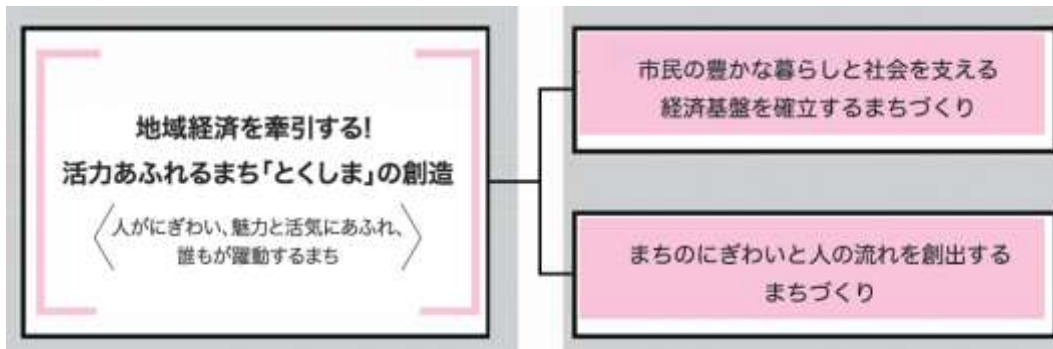 地域経済を牽引する!
活力あふれるまち「とくしま」の創造
〈人がにぎわい、魅力と活気にあふれ、
誰もが躍動するまち〉
市民の豊かな暮らしと社会を支える
経済基盤を確立するまちづくり
まちのにぎわいと人の流れを創出する
まちづくり